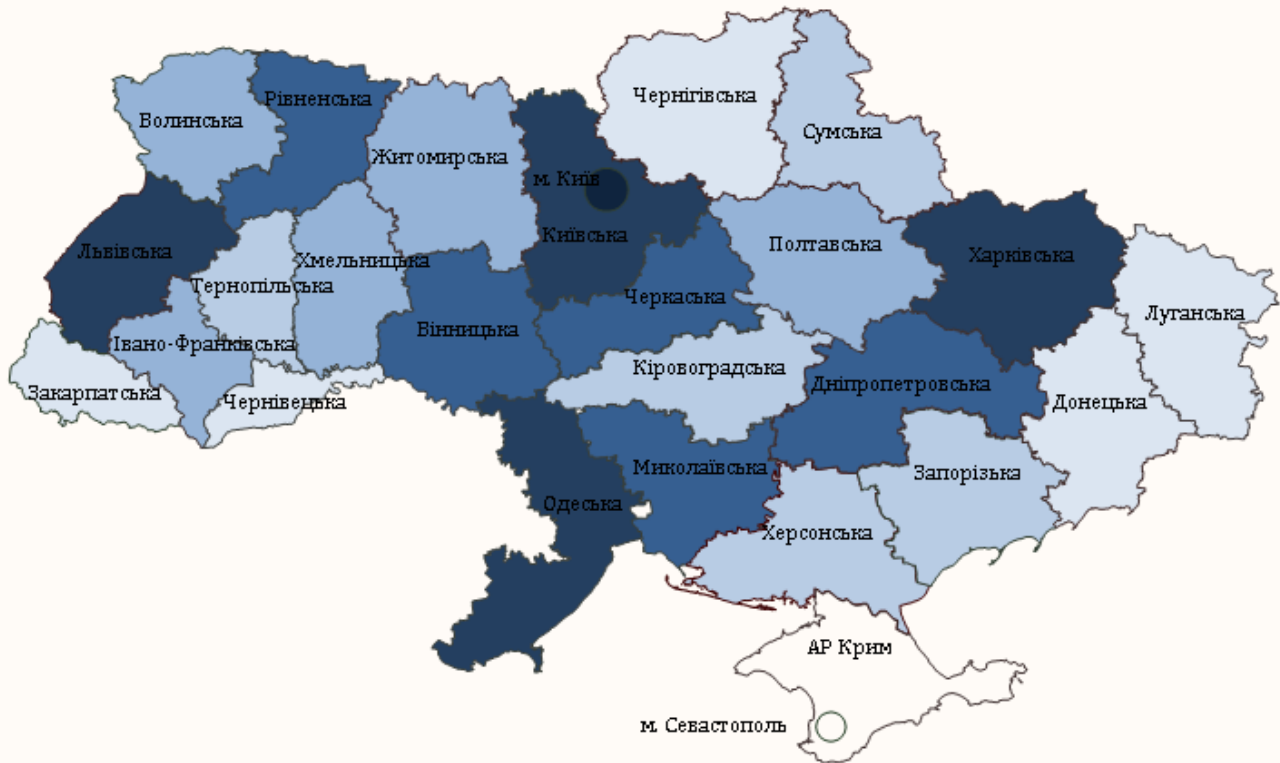 Чернігівська
Рівненська
Волинська
Сумська
Житомирська
м. Київ
Київська
Львівська
Полтавська
Харківська
Хмельницька
Тернопільська
Черкаська
Луганська
Вінницька
Івано-Франківська
Кіровоградська
Дніпропетровська
Закарпатська
Чернівецька
Донецька
Миколаївська
Запорізька
Одеська
Херсонська
АР Крим
м. Севастополь